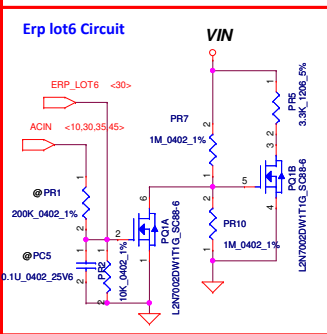 Erp lot6 Circuit
VIN
ERP_LOT6 <30>
ACIN <10,30,35,45>
PR7
1M_0402_1%
1
2
PR5
3.3K_1206_5%
1
2
@PR1
200K_0402_1%
1
2
@PC5
0.1U_0402_25V6
1
2
PR2
10K_0402_1%
1
2
PQ1A
L2N7002DW1T1G_SC88-6
6
2
1
PR10
1M_0402_1%
1
2
PQ1B
L2N7002DW1T1G_SC88-6
3
5
4